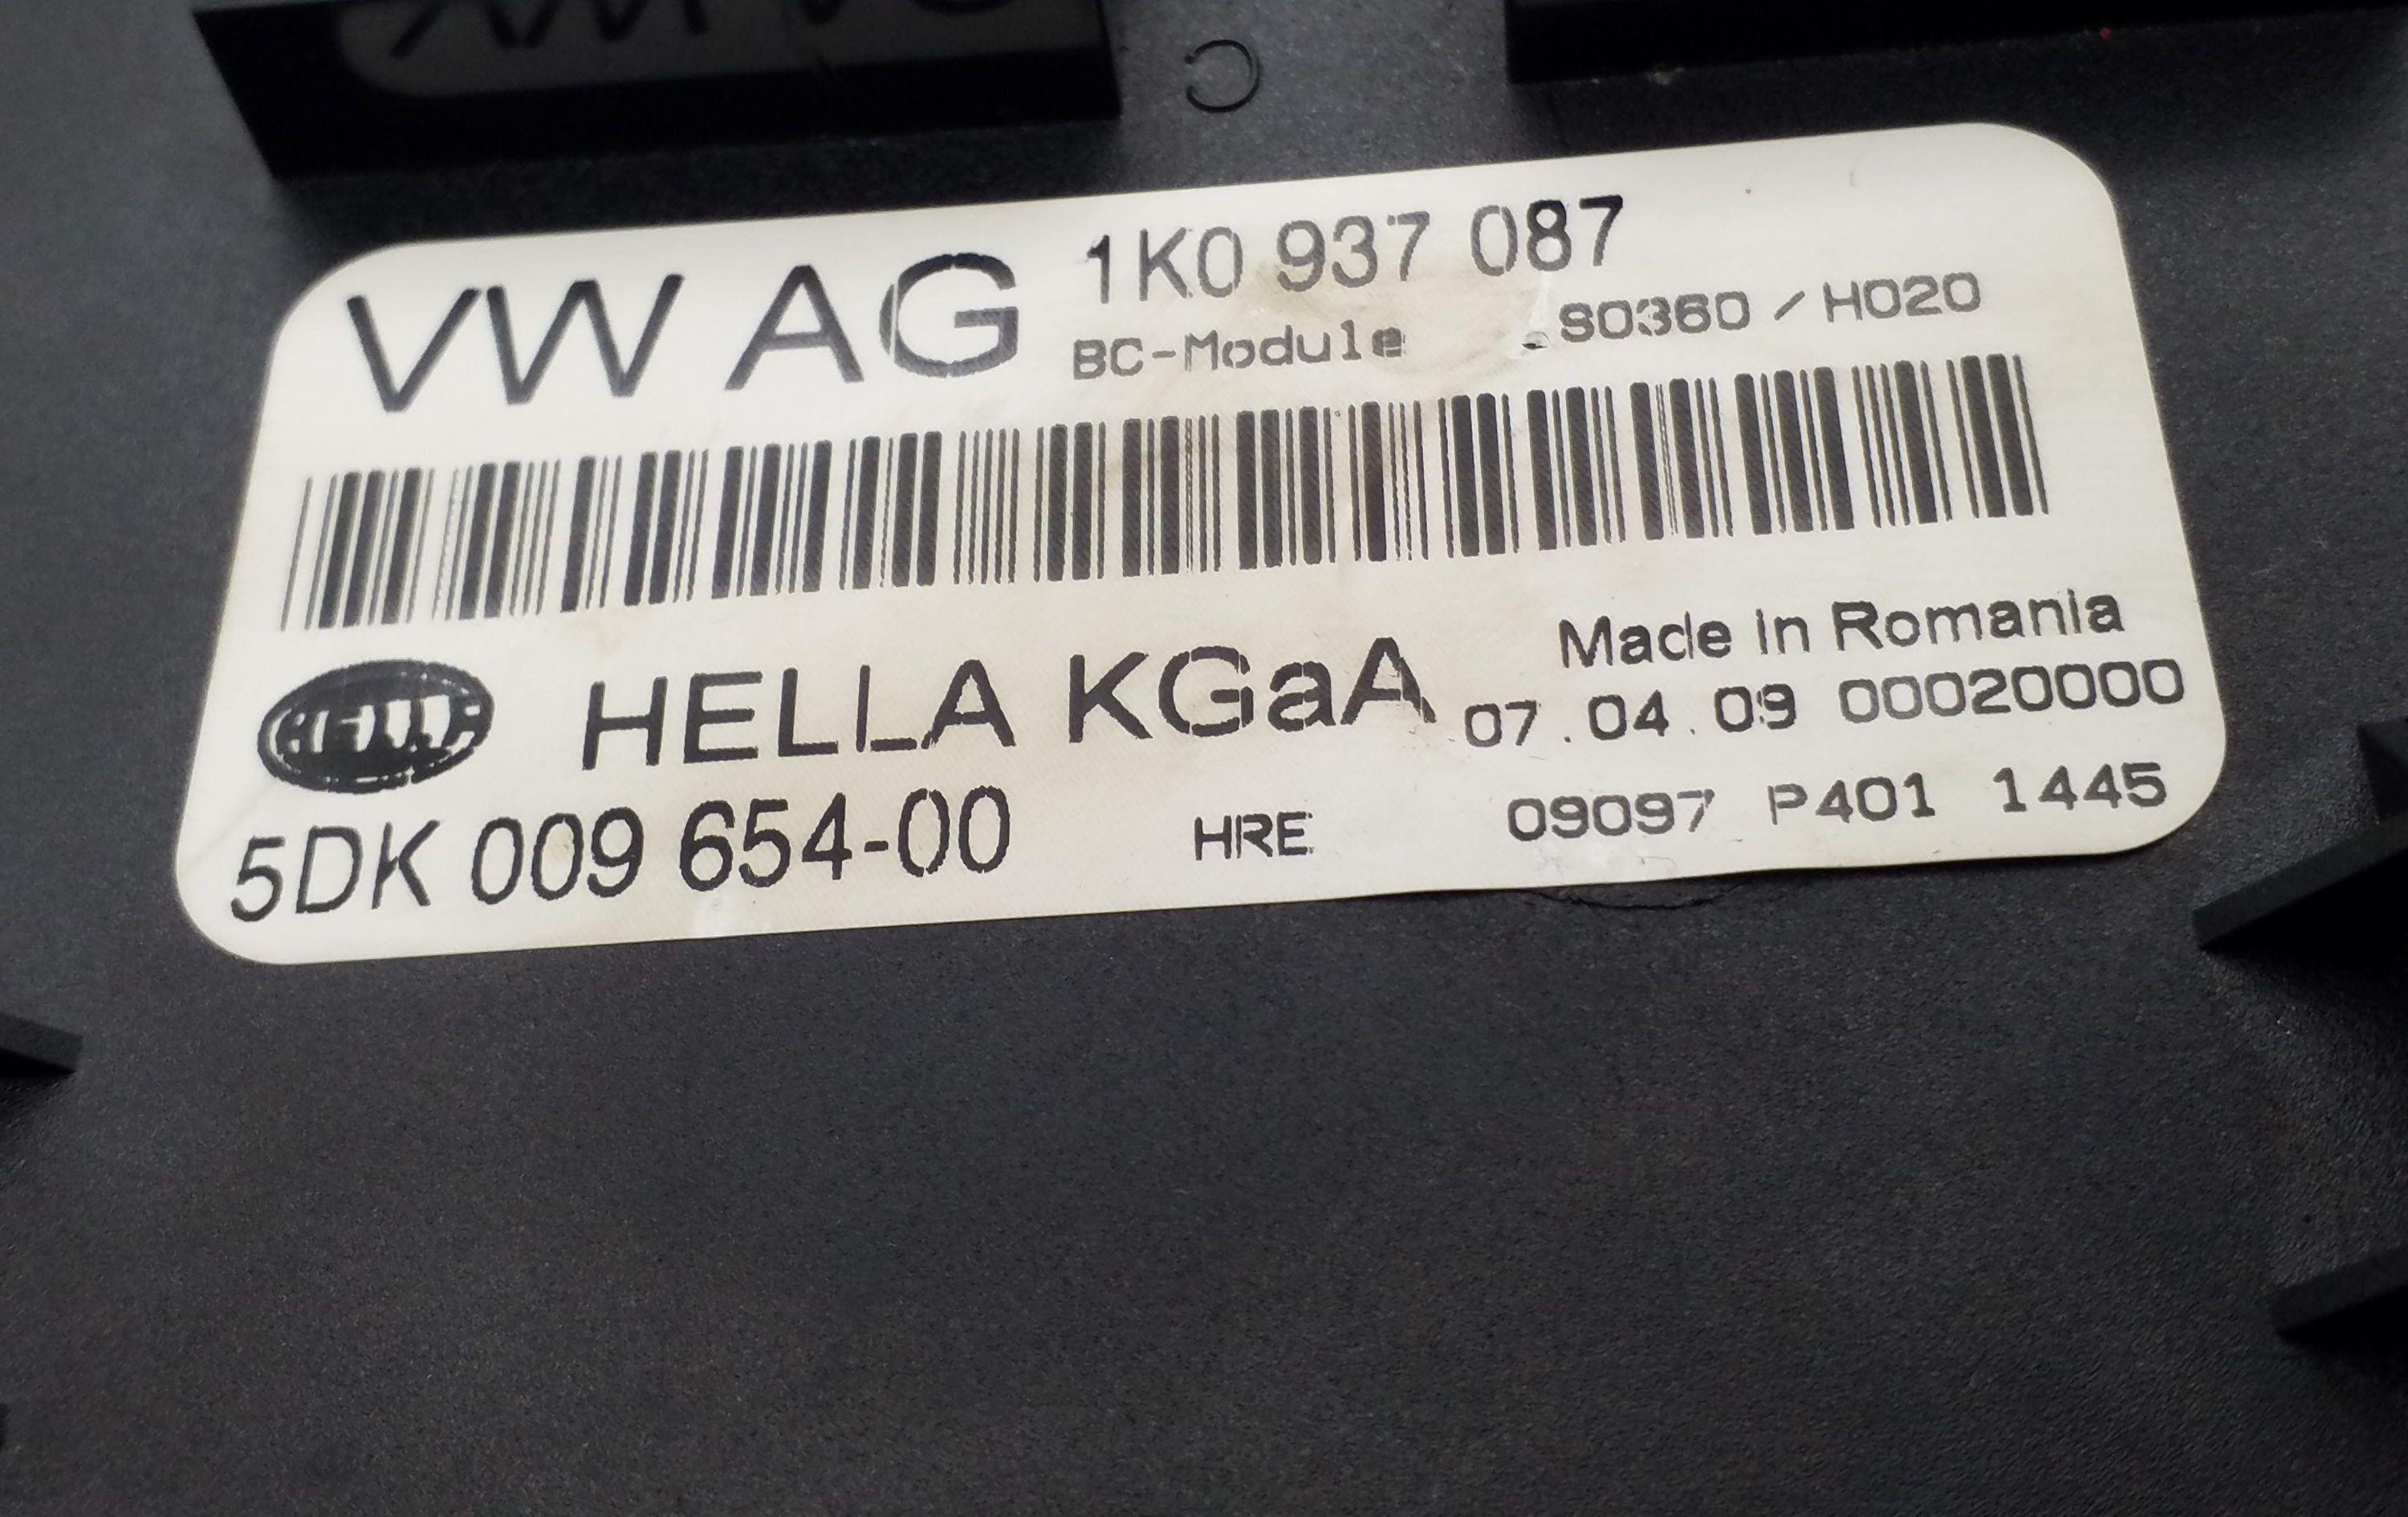 VW AG 1K0 937 087
BC-Module S0360 / H020
HELLA
HELLA KGaA
Made in Romania
07.04.09 00020000
5DK 009 654-00 HRE 09097 P401 1445